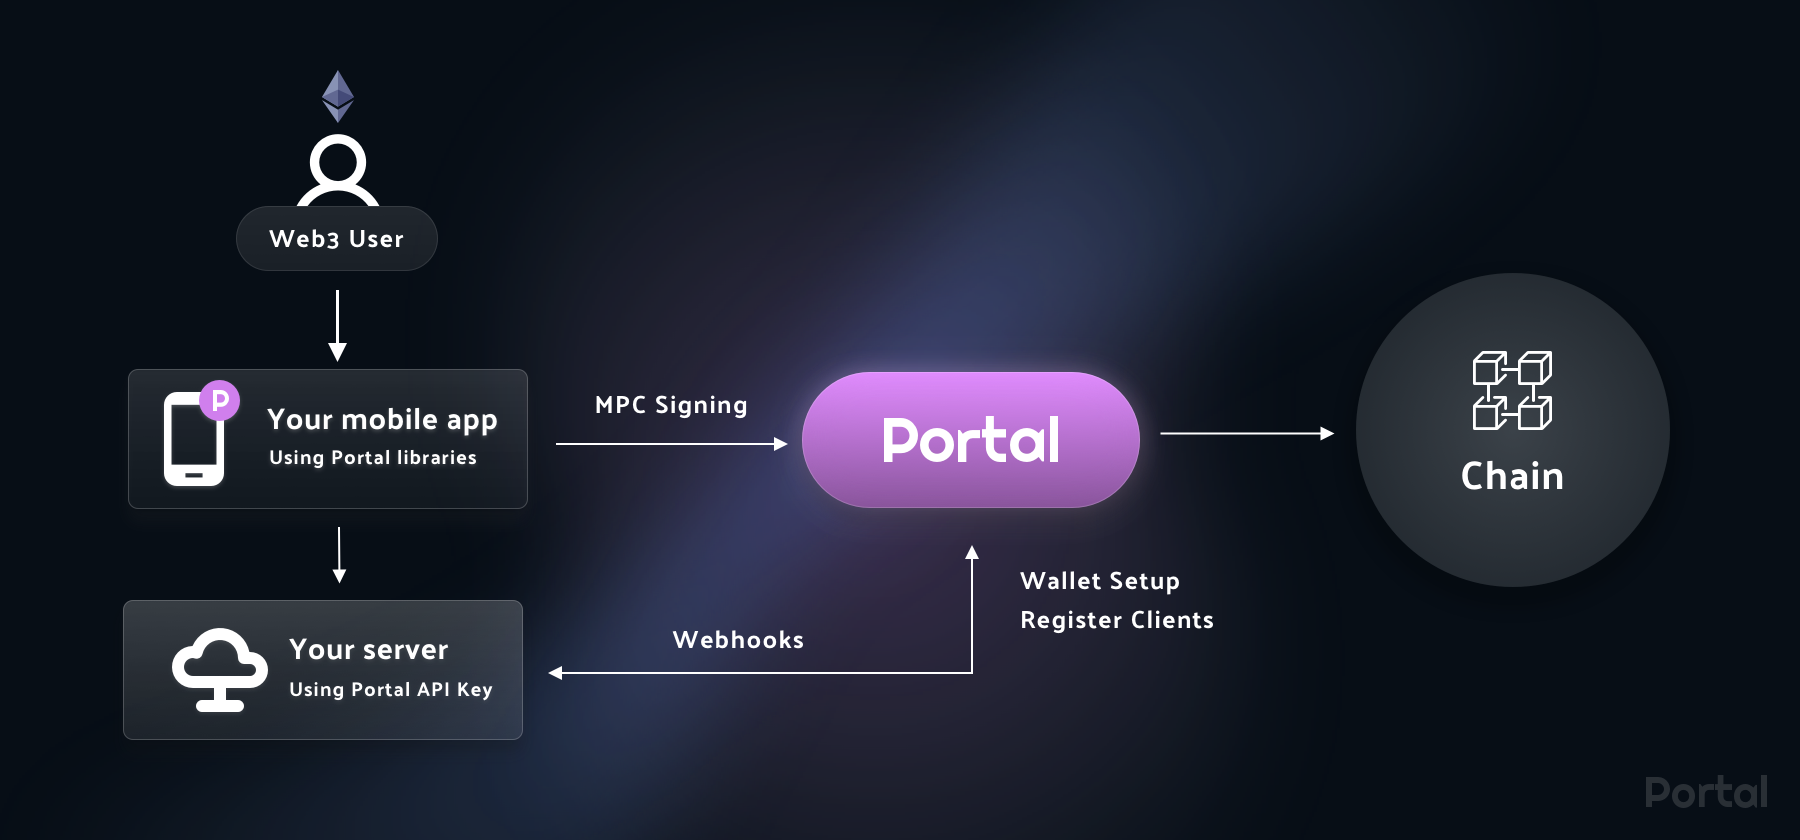 Web3 User
P
Your mobile app
Using Portal libraries
MPC Signing
Portal
Chain
Wallet Setup
Register Clients
Webhooks
Your server
Using Portal API Key
Portal